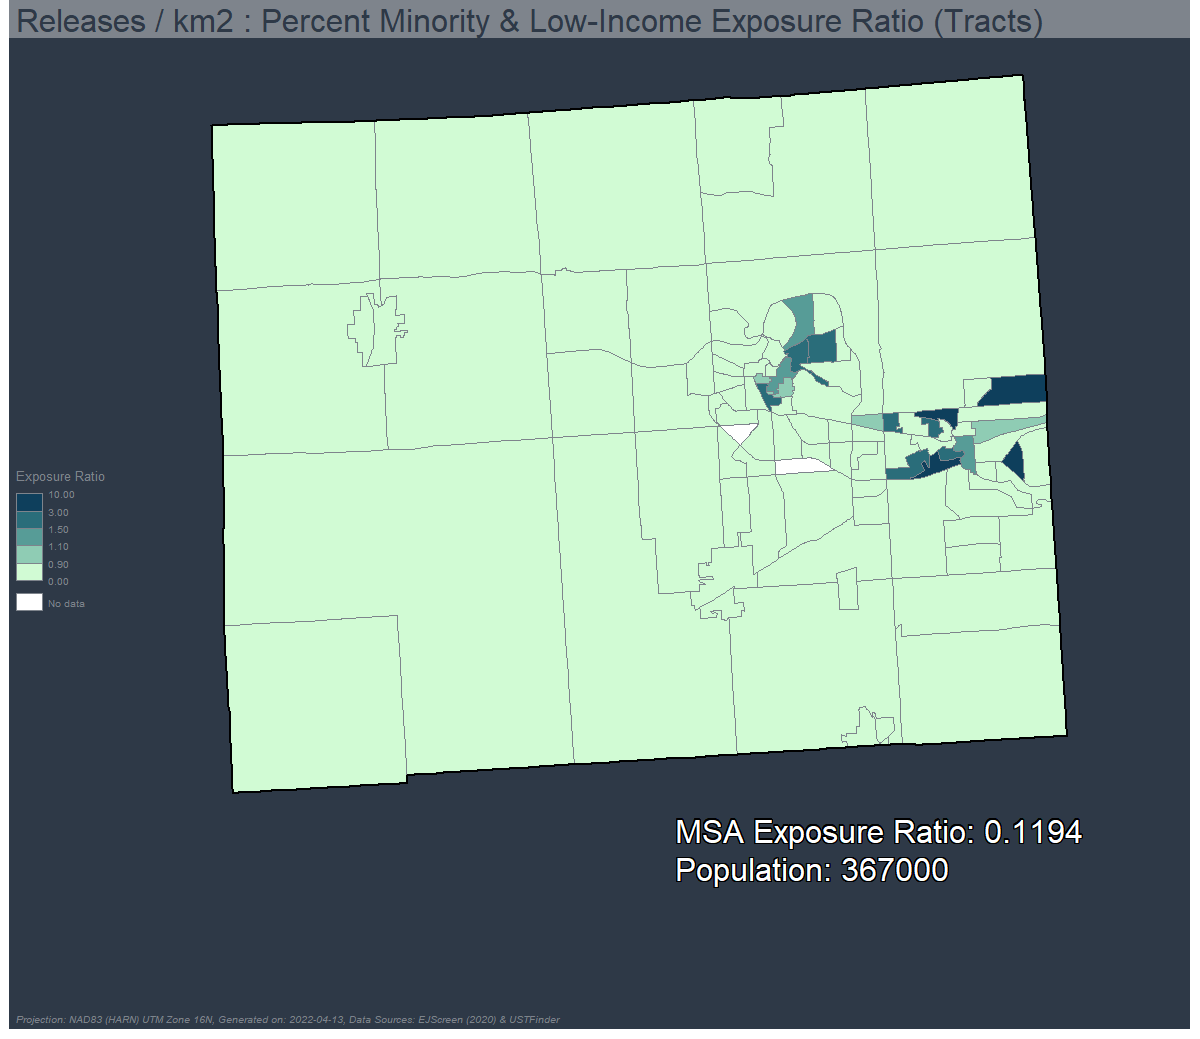 Releases / km2 : Percent Minority & Low-Income Exposure Ratio (Tracts)
Exposure Ratio
10.00
3.00
1.50
1.10
0.90
0.00
No data
MSA Exposure Ratio: 0.1194
Population: 367000
Projection: NAD83 (HARN) UTM Zone 16N, Generated on: 2022-04-13, Data Sources: EJScreen (2020) & USTFinder